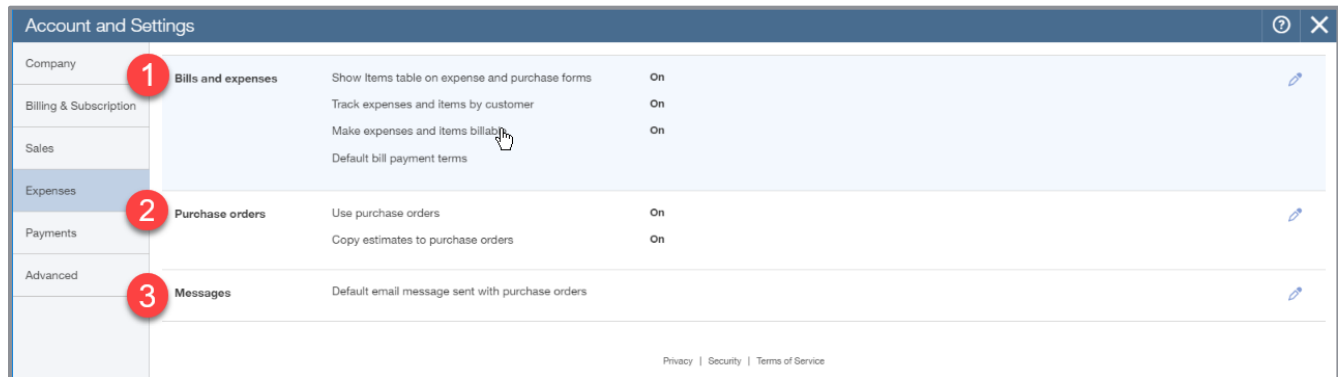 Account and Settings
Company
Billing & Subscription
Sales
Expenses
Payments
Advanced
1 Bills and expenses Show Items table on expense and purchase forms On
Track expenses and items by customer On
Make expenses and items billable On
Default bill payment terms
2 Purchase orders Use purchase orders On
Copy estimates to purchase orders On
3 Messages Default email message sent with purchase orders
Privacy | Security | Terms of Service